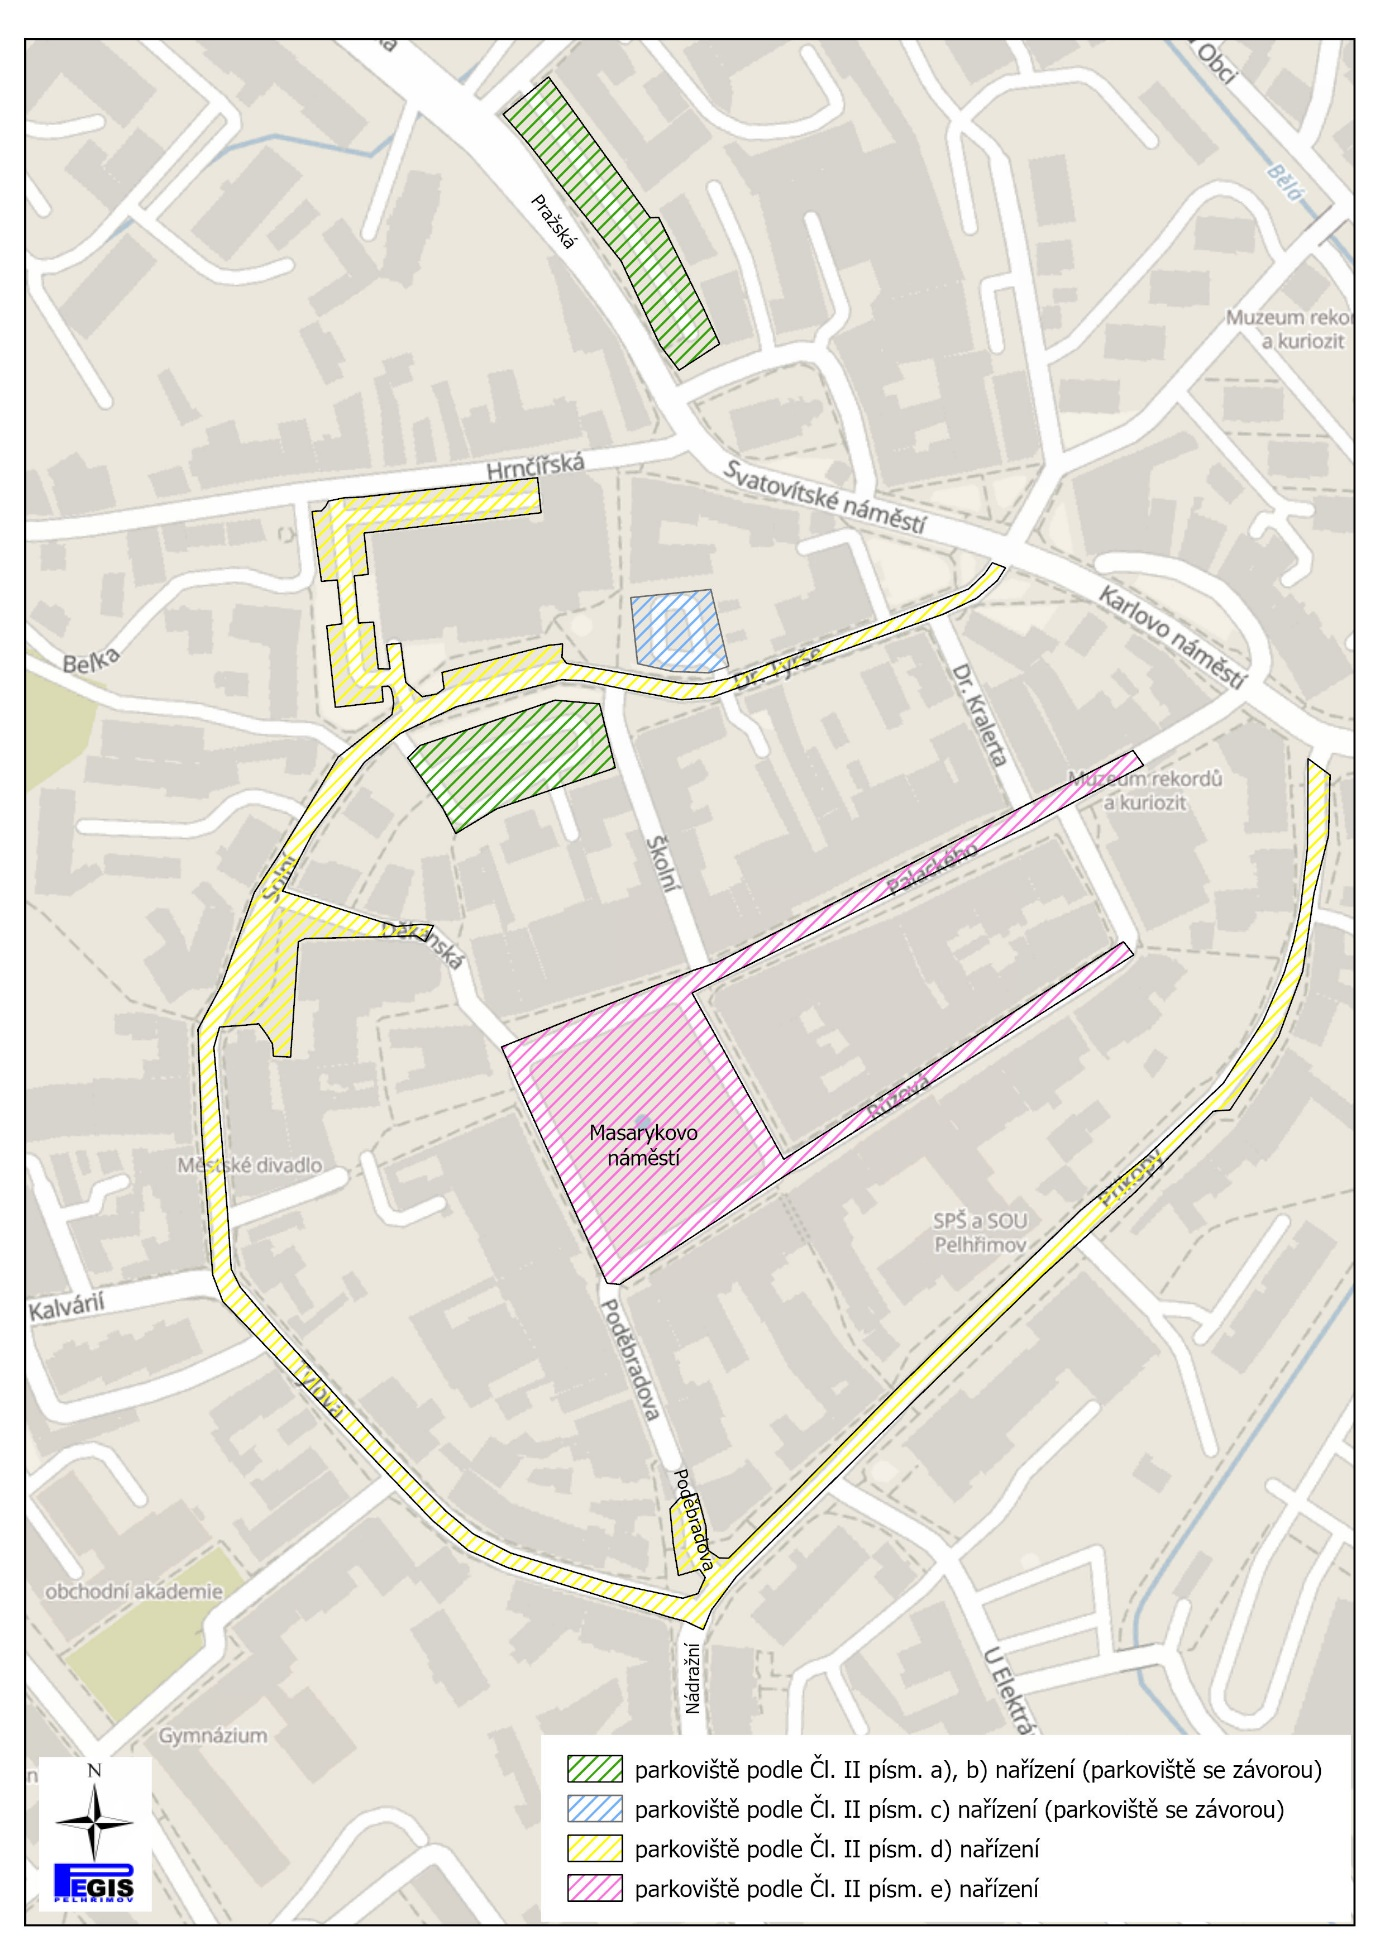 Obci
Bělá
Pražská
Muzeum rekor
a kuriozit
Hrnčířská
Svatovítské náměstí
Karlovo náměstí
Dr. Tyrše
Dr. Kralerta
Muzeum rekordů
a kuriozit
Školní
Palackého
Solní
Děkanská
Růžová
Masarykovo
náměstí
Městské divadlo
Příkopy
SPŠ a SOU
Pelhřimov
Kalvárií
Poděbradova
Tylova
Poděbradova
obchodní akademie
Nádražní
U Elektrá
Gymnázium
N
PEGIS
PELHŘIMOV
parkoviště podle Čl. II písm. a), b) nařízení (parkoviště se závorou)
parkoviště podle Čl. II písm. c) nařízení (parkoviště se závorou)
parkoviště podle Čl. II písm. d) nařízení
parkoviště podle Čl. II písm. e) nařízení